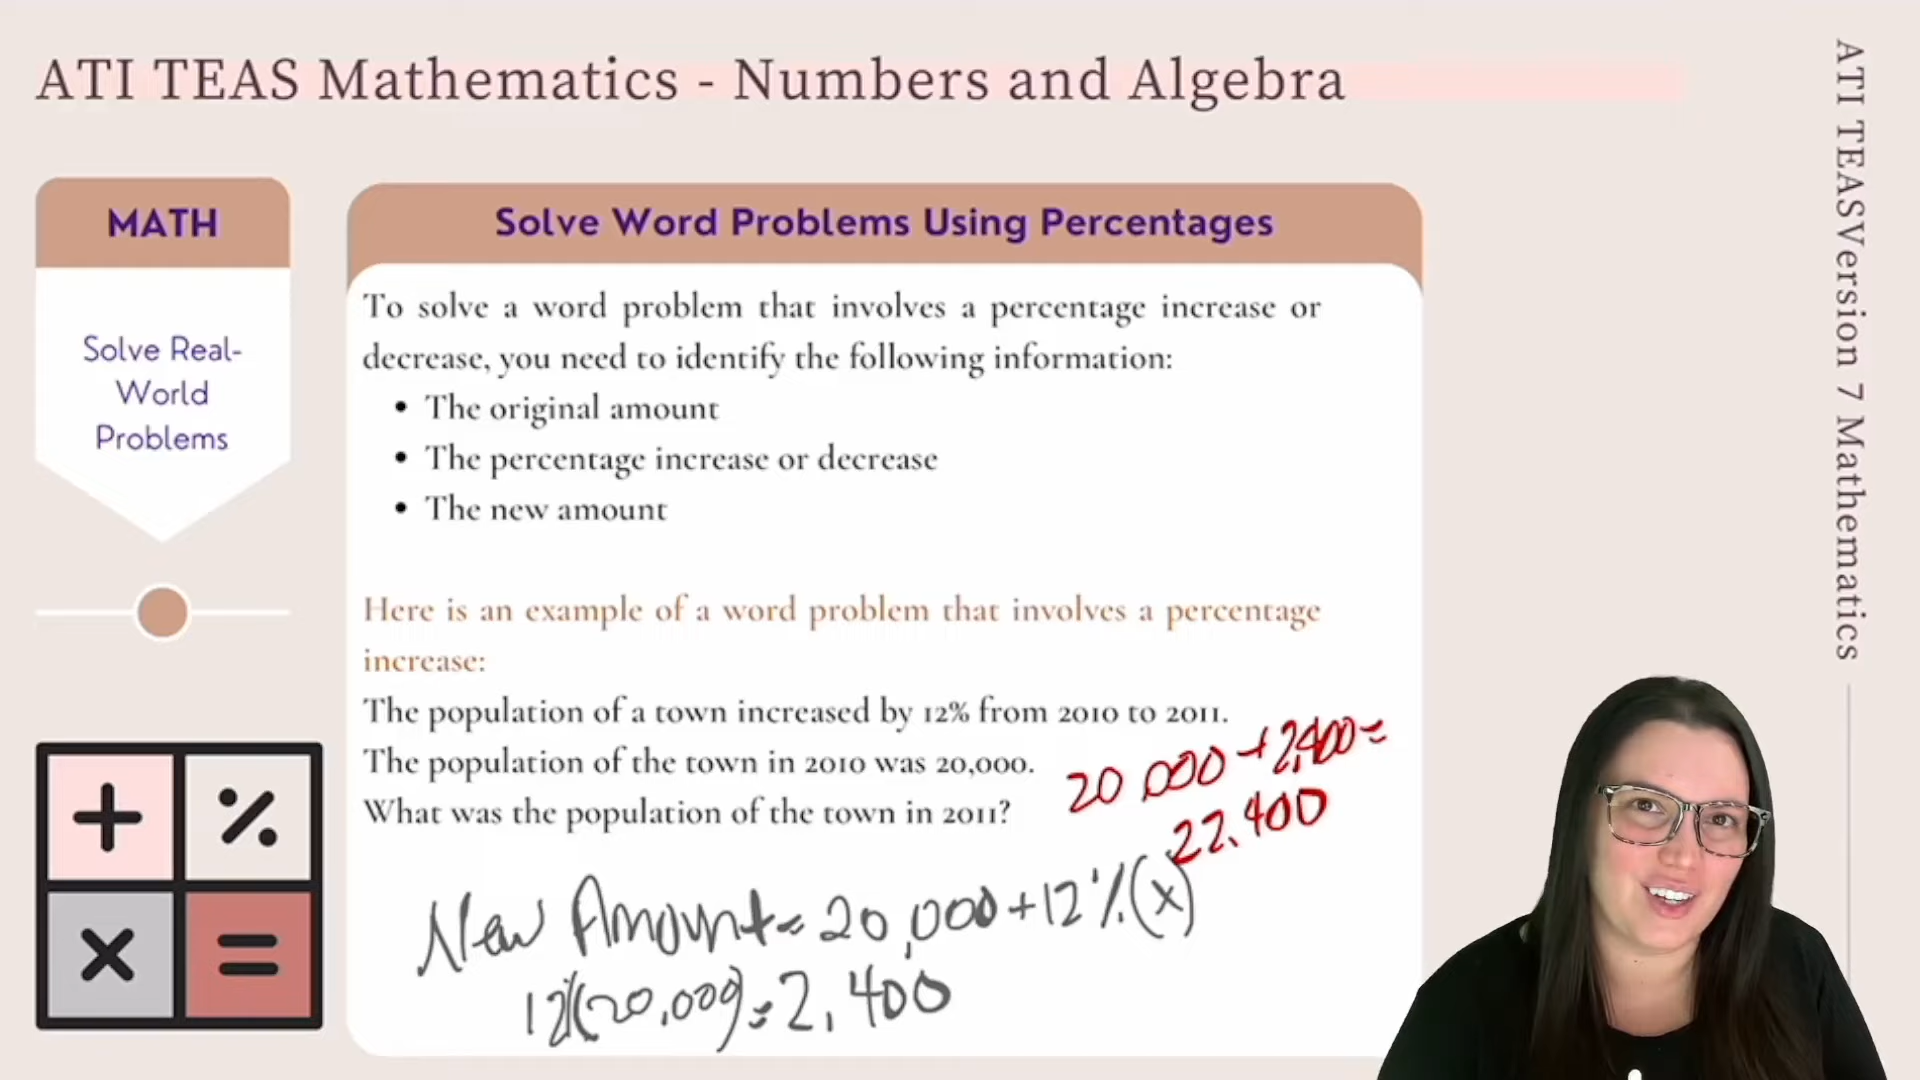 ATI TEAS Mathematics - Numbers and Algebra
ATI TEASVersion 7 Mathematics
MATH
Solve Real-
World
Problems
Solve Word Problems Using Percentages
To solve a word problem that involves a percentage increase or
decrease, you need to identify the following information:
• The original amount
• The percentage increase or decrease
• The new amount
Here is an example of a word problem that involves a percentage
increase:
The population of a town increased by 12% from 2010 to 2011.
The population of the town in 2010 was 20,000.
What was the population of the town in 2011?
20,000+2,400=
22,400
New Amount=20,000+12%(x)
12%(20,000)=2,400
+ %
× =